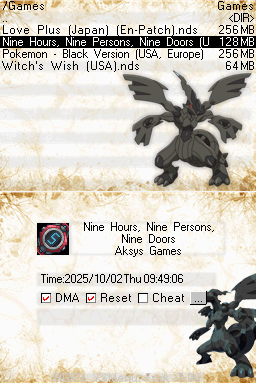 /Games Games
.. <DIR>
Love Plus (Japan) (En-Patch).nds 256MB
Nine Hours, Nine Persons, Nine Doors (U 128MB
Pokemon - Black Version (USA, Europe) 256MB
Witch's Wish (USA).nds 64MB
Nine Hours, Nine Persons,
Nine Doors
Aksys Games
Time:2025/10/02 Thu 09:49:06
DMA Reset Cheat ...